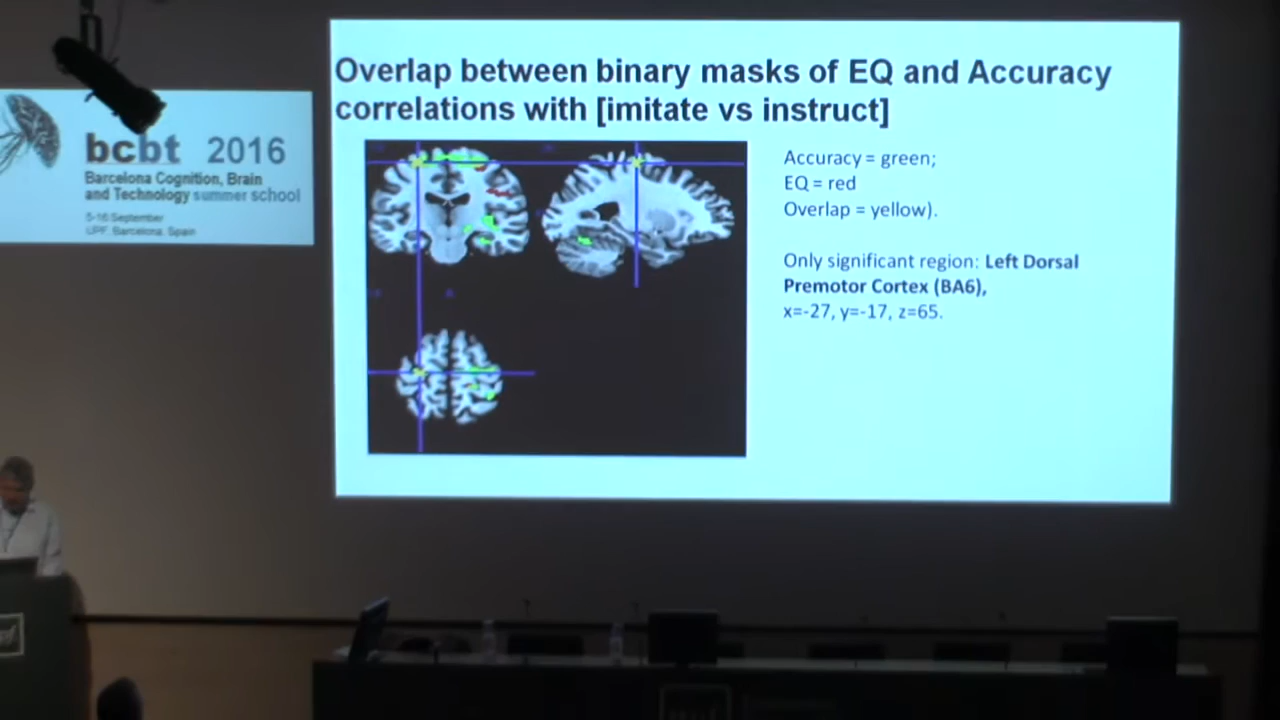 Overlap between binary masks of EQ and Accuracy
correlations with [imitate vs instruct]
Accuracy = green;
EQ = red
Overlap = yellow).
Only significant region: Left Dorsal
Premotor Cortex (BA6),
x=-27, y=-17, z=65.
bcbt 2016
Barcelona Cognition, Brain
and Technology summer school
5-16 September
UPF, Barcelona, Spain